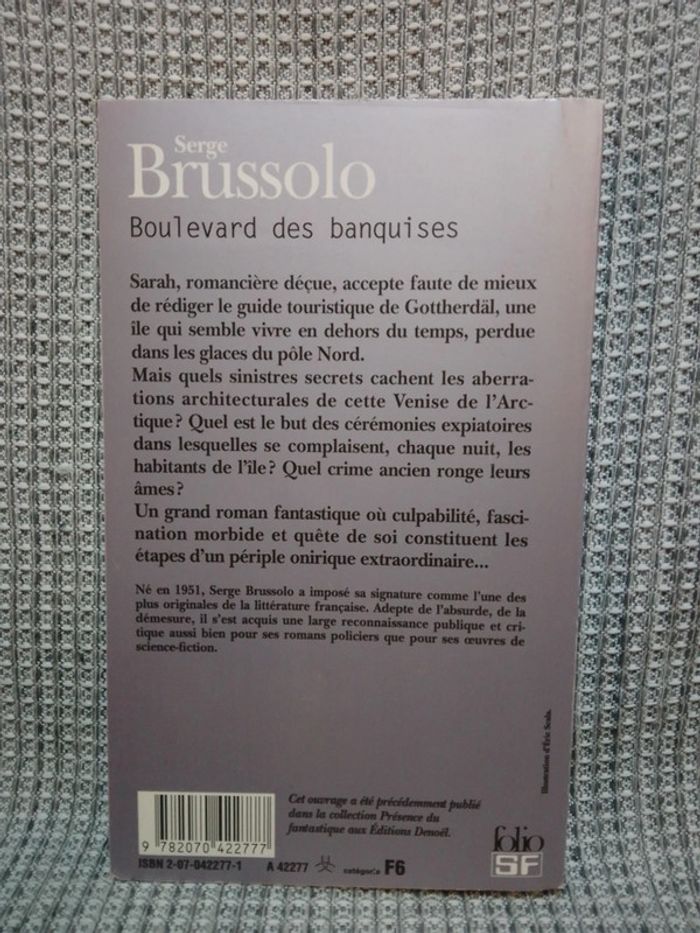 Serge
Brussolo
Boulevard des banquises
Sarah, romancière déçue, accepte faute de mieux
de rédiger le guide touristique de Gottherdäl, une
île qui semble vivre en dehors du temps, perdue
dans les glaces du pôle Nord.
Mais quels sinistres secrets cachent les aberra-
tions architecturales de cette Venise de l'Arc-
tique ? Quel est le but des cérémonies expiatoires
dans lesquelles se complaisent, chaque nuit, les
habitants de l'île ? Quel crime ancien ronge leurs
âmes ?
Un grand roman fantastique où culpabilité, fasci-
nation morbide et quête de soi constituent les
étapes d'un périple onirique extraordinaire...
Né en 1951, Serge Brussolo a imposé sa signature comme l'une des
plus originales de la littérature française. Adepte de l'absurde, de la
démesure, il s'est acquis une large reconnaissance publique et cri-
tique aussi bien pour ses romans policiers que pour ses œuvres de
science-fiction.
Illustration d'Éric Scala.
Cet ouvrage a été précédemment publié
dans la collection Présence du
fantastique aux Éditions Denoël.
9 782070 422777
ISBN 2-07-042277-1 A 42277 catégorie F6
folio
SF